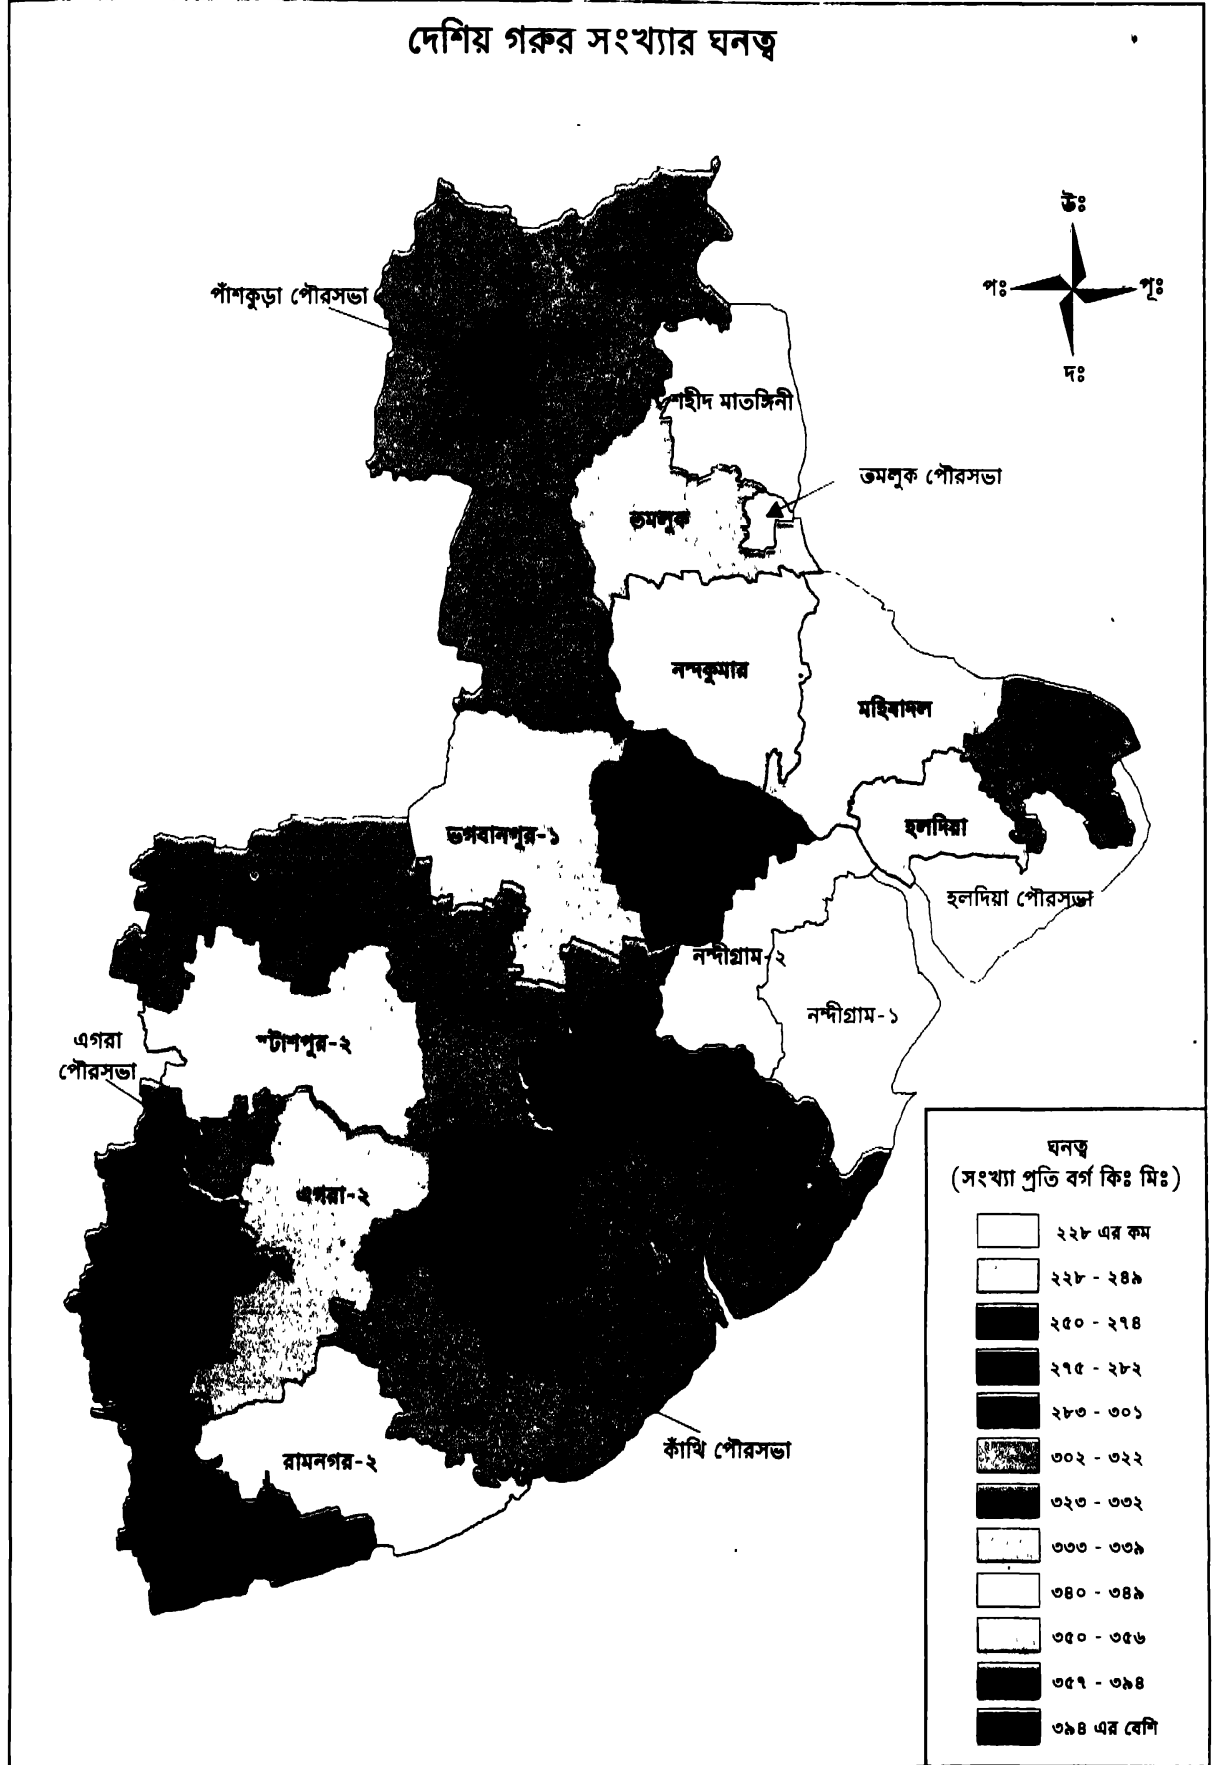 দেশিয় গরুর সংখ্যার ঘনত্ব
উঃ
পঃ
পূঃ
দঃ
পাঁশকুড়া পৌরসভা
শহীদ মাতঙ্গিনী
তমলুক পৌরসভা
তমলুক
নন্দকুমার
মহিষাদল
ভগবানপুর-১
হলদিয়া
হলদিয়া পৌরসভা
নন্দীগ্রাম-২
নন্দীগ্রাম-১
এগরা
পৌরসভা
টাশপুর-২
এগরা-২
রামনগর-২
কাঁথি পৌরসভা
ঘনত্ব
(সংখ্যা প্রতি বর্গ কিঃ মিঃ)
২২৮ এর কম
২২৮ - ২৪৯
২৫০ - ২৭৪
২৭৫ - ২৮২
২৮৩ - ৩০১
৩০২ - ৩২২
৩২৩ - ৩৩২
৩৩৩ - ৩৩৯
৩৪০ - ৩৪৯
৩৫০ - ৩৫৬
৩৫৭ - ৩৯৪
৩৯৪ এর বেশি